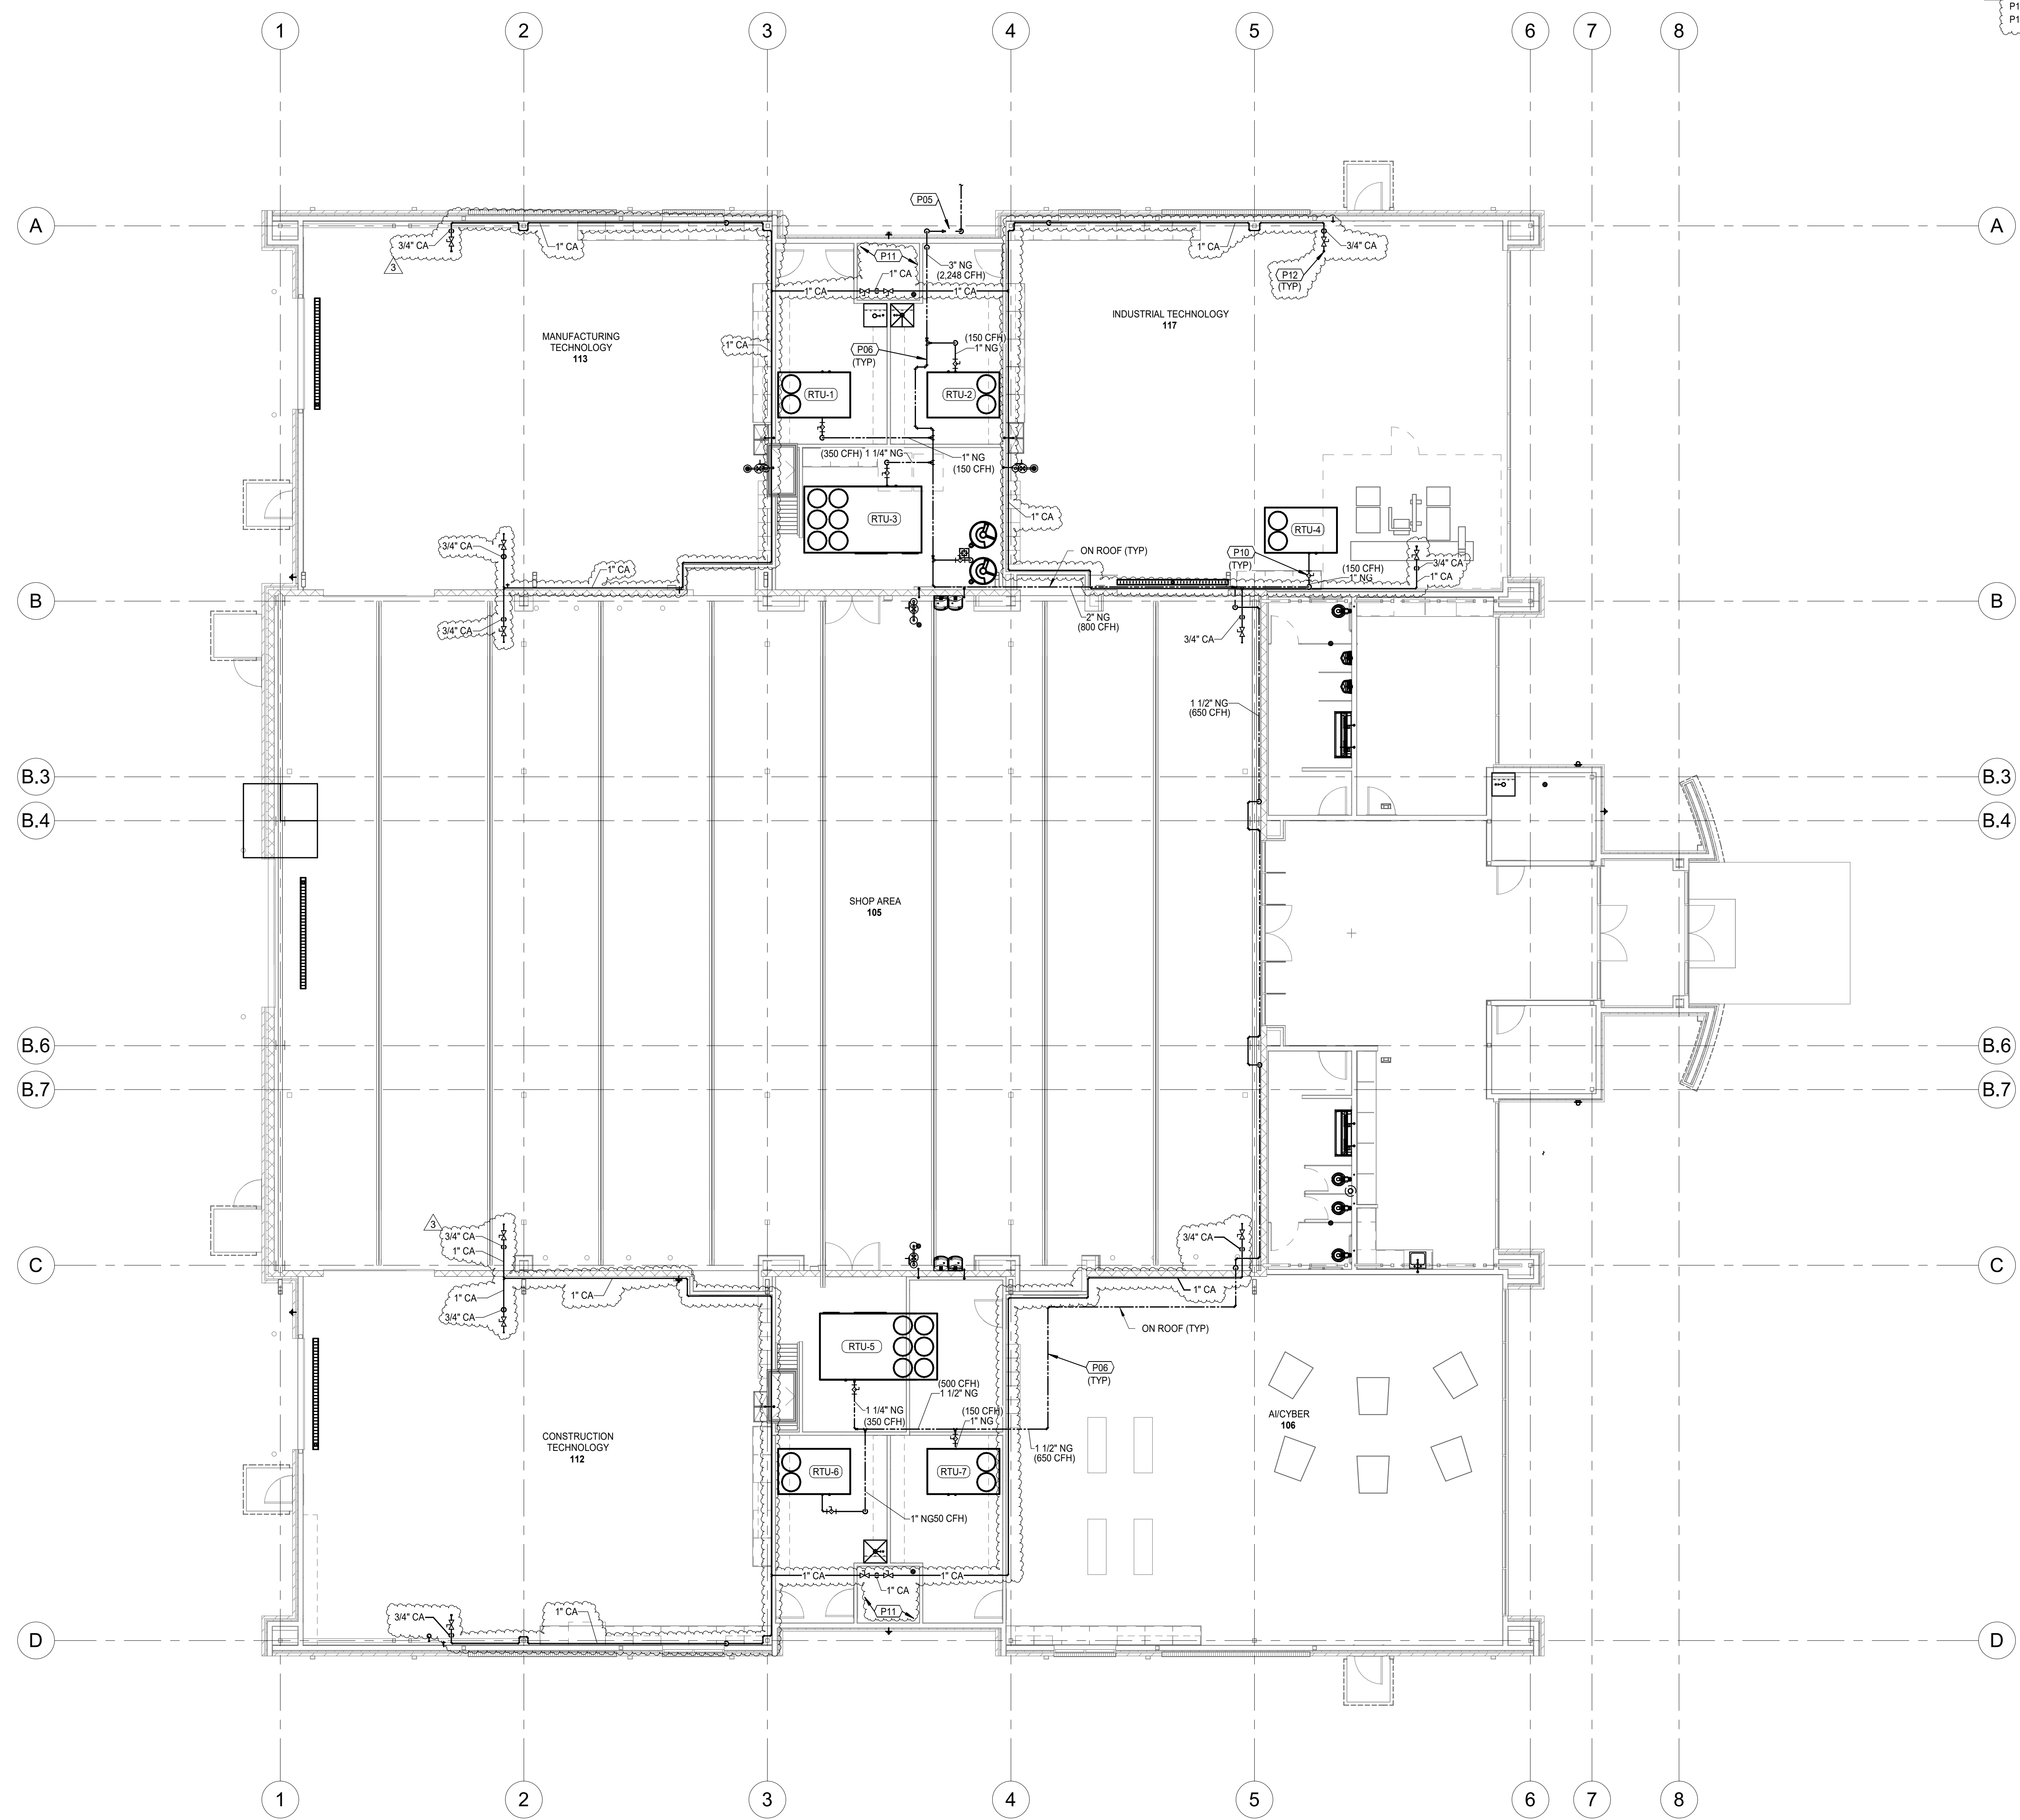 P1
P1
1
2
3
4
5
6
7
8
A
A
P05
3/4" CA
1" CA
3
P11
1" CA
3" NG
(2,248 CFH)
1" CA
1" CA
1" CA
3/4" CA
P12
(TYP)
MANUFACTURING
TECHNOLOGY
113
INDUSTRIAL TECHNOLOGY
117
1" CA
P06
(TYP)
(150 CFH)
1" NG
RTU-1
RTU-2
(350 CFH)
1 1/4" NG
1" NG
(150 CFH)
RTU-3
1" CA
RTU-4
3/4" CA
1" CA
ON ROOF (TYP)
P10
(TYP)
(150 CFH)
1" NG
3/4" CA
1" CA
B
B
3/4" CA
2" NG
(800 CFH)
3/4" CA
1 1/2" NG
(650 CFH)
B.3
B.3
B.4
B.4
SHOP AREA
105
B.6
B.6
B.7
B.7
3
3/4" CA
1" CA
3/4" CA
C
C
1" CA
3/4" CA
1" CA
1" CA
ON ROOF (TYP)
RTU-5
P06
(TYP)
(500 CFH)
1 1/2" NG
1 1/4" NG
(350 CFH)
(150 CFH)
1" NG
AI/CYBER
106
CONSTRUCTION
TECHNOLOGY
112
1 1/2" NG
(650 CFH)
RTU-6
RTU-7
1" NG50 CFH)
1" CA
1" CA
1" CA
P11
3/4" CA
1" CA
D
D
1
2
3
4
5
6
7
8